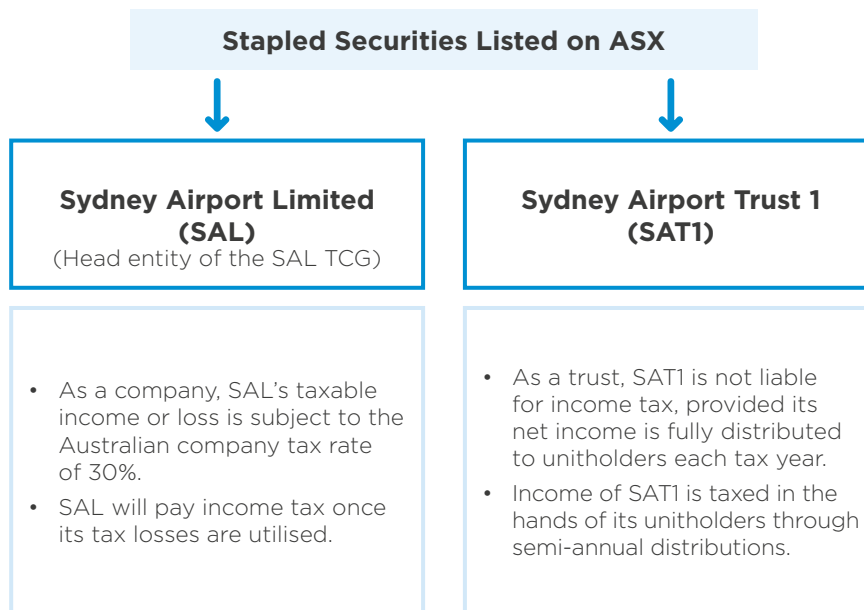 Stapled Securities Listed on ASX
Sydney Airport Limited
(SAL)
(Head entity of the SAL TCG)
• As a company, SAL’s taxable
income or loss is subject to the
Australian company tax rate
of 30%.
• SAL will pay income tax once
its tax losses are utilised.
Sydney Airport Trust 1
(SAT1)
• As a trust, SAT1 is not liable
for income tax, provided its
net income is fully distributed
to unitholders each tax year.
• Income of SAT1 is taxed in the
hands of its unitholders through
semi-annual distributions.